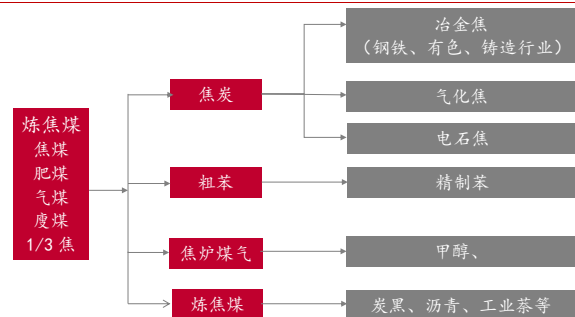 炼焦煤
焦煤
肥煤
气煤
廋煤
1/3 焦
焦炭
粗苯
焦炉煤气
炼焦煤
冶金焦
（钢铁、有色、铸造行业）
气化焦
电石焦
精制苯
甲醇、
炭黑、沥青、工业萘等